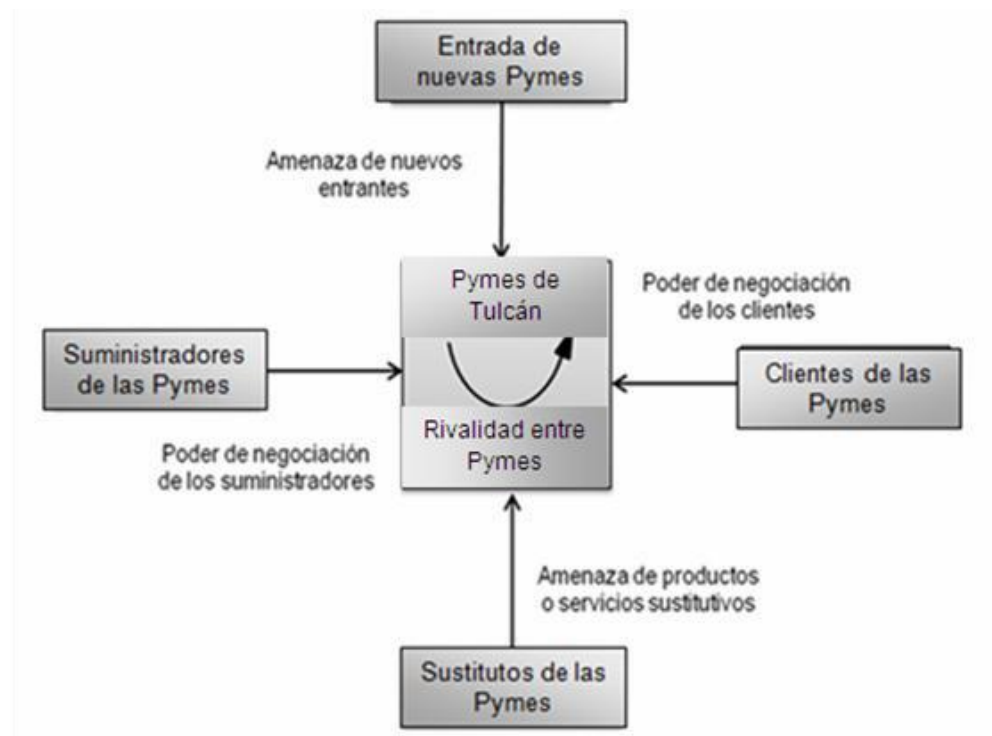 Entrada de
nuevas Pymes
Amenaza de nuevos
entrantes
Pymes de
Tulcán
Poder de negociación
de los clientes
Suministradores
de las Pymes
Clientes de las
Pymes
Rivalidad entre
Pymes
Poder de negociación
de los suministradores
Amenaza de productos
o servicios sustitutivos
Sustitutos de las
Pymes